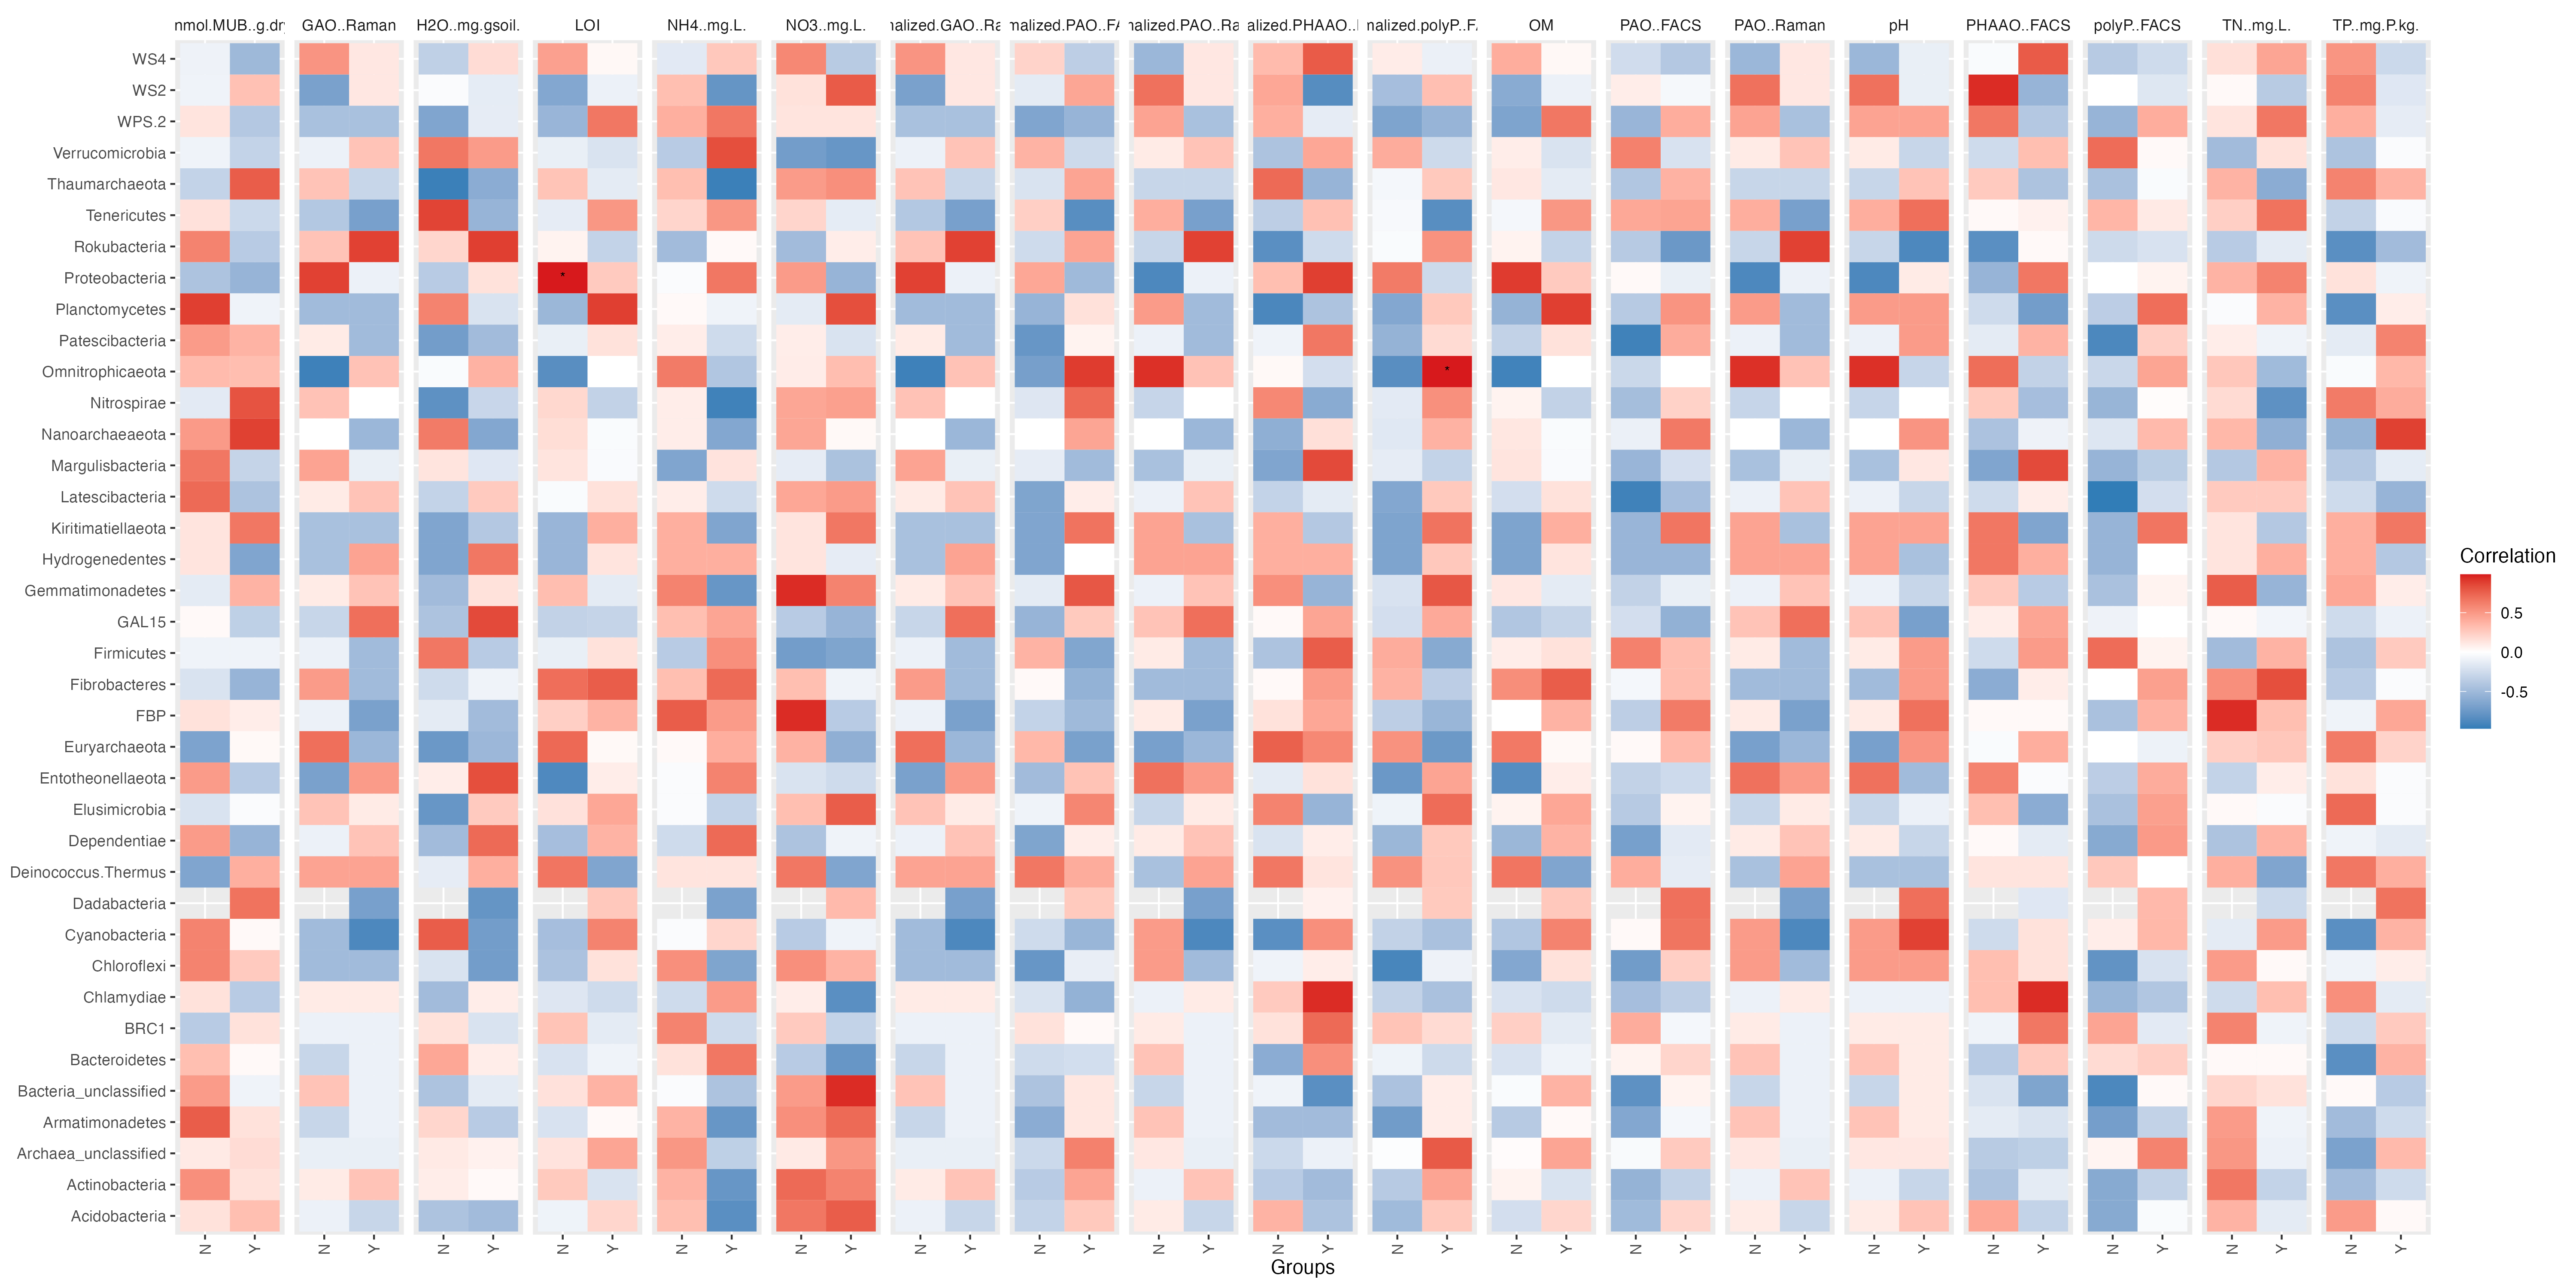 nmol.MUB..g.dr GAO..Raman H2O..mg.gsoil. LOI NH4..mg.L. NO3..mg.L. nalized.GAO..Ra malized.PAO..FA nalized.PAO..Ra alized.PHAAO.. malized.polyP..F OM PAO..FACS PAO..Raman pH PHAAO..FACS polyP..FACS TN..mg.L. TP..mg.P.kg.
WS4
WS2
WPS.2
Verrucomicrobia
Thaumarchaeota
Tenericutes
Rokubacteria
Proteobacteria *
Planctomycetes
Patescibacteria
Omnitrophicaeota *
Nitrospirae
Nanoarchaeaeota
Margulisbacteria
Latescibacteria
Kiritimatiellaeota
Hydrogenedentes
Gemmatimonadetes
GAL15
Firmicutes
Fibrobacteres
FBP
Euryarchaeota
Entotheonellaeota
Elusimicrobia
Dependentiae
Deinococcus.Thermus
Dadabacteria
Cyanobacteria
Chloroflexi
Chlamydiae
BRC1
Bacteroidetes
Bacteria_unclassified
Armatimonadetes
Archaea_unclassified
Actinobacteria
Acidobacteria
N Y N Y N Y N Y N Y N Y N Y N Y N Y N Y N Y N Y N Y N Y N Y N Y N Y N Y N Y
Groups
Correlation
0.5
0.0
-0.5